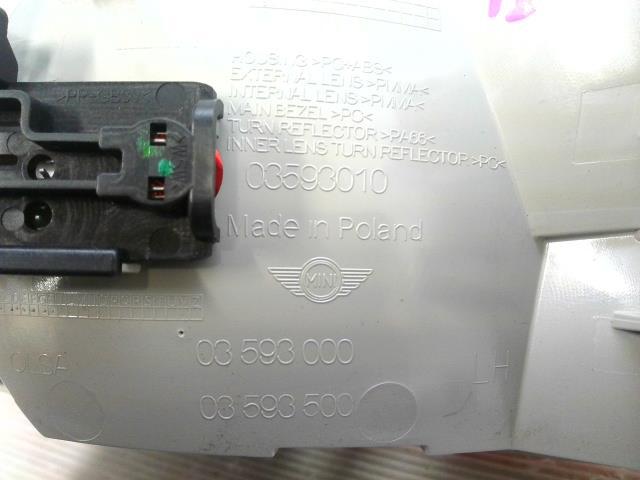 HOUSING >PC+ABS<
EXTERNAL LENS >PMMA<
INTERNAL LENS >PMMA<
MAIN BEZEL >PC<
TURN REFLECTOR >PA66<
INNER LENS TURN REFLECTOR >PC<
03593010
Made in Poland
MINI
OLSA
03 593 000
LH
03 593 500